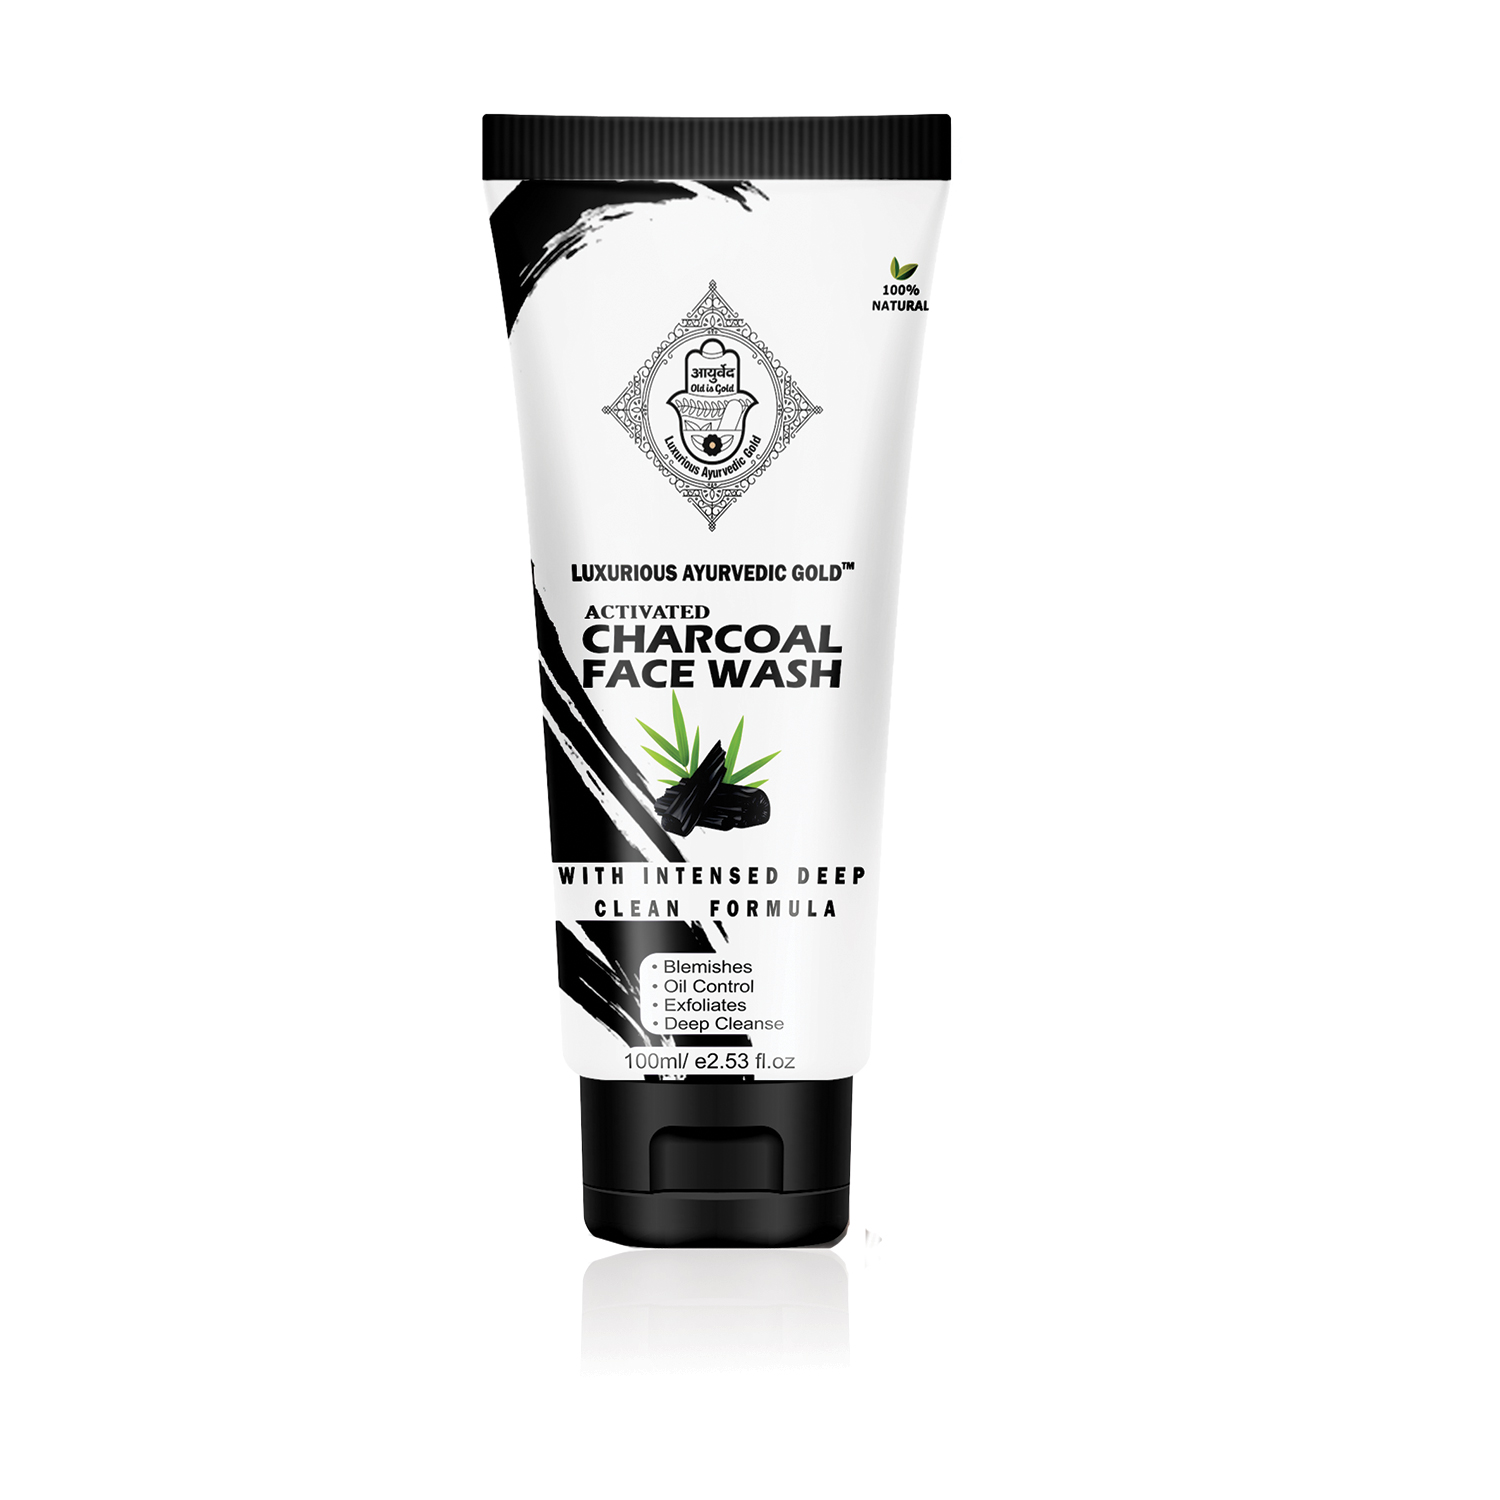 100%
NATURAL
आयुर्वेद
Old is Gold
Luxurious Ayurvedic Gold
LUXURIOUS AYURVEDIC GOLD™
ACTIVATED
CHARCOAL
FACE WASH
WITH INTENSED DEEP
CLEAN FORMULA
• Blemishes
• Oil Control
• Exfoliates
• Deep Cleanse
100ml/ e2.53 fl.oz